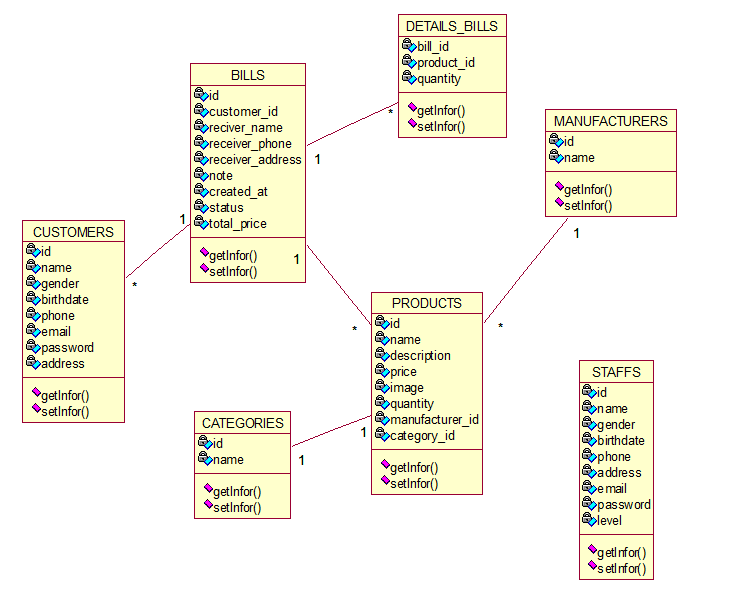 DETAILS_BILLS
bill_id
product_id
quantity
getInfor()
setInfor()
*
BILLS
id
customer_id
reciver_name
receiver_phone
receiver_address
note
created_at
status
total_price
getInfor()
setInfor()
1
1
1
MANUFACTURERS
id
name
getInfor()
setInfor()
1
CUSTOMERS
id
name
gender
birthdate
phone
email
password
address
getInfor()
setInfor()
*
PRODUCTS
id
name
description
price
image
quantity
manufacturer_id
category_id
getInfor()
setInfor()
*
*
1
CATEGORIES
id
name
getInfor()
setInfor()
1
STAFFS
id
name
gender
birthdate
phone
address
email
password
level
getInfor()
setInfor()